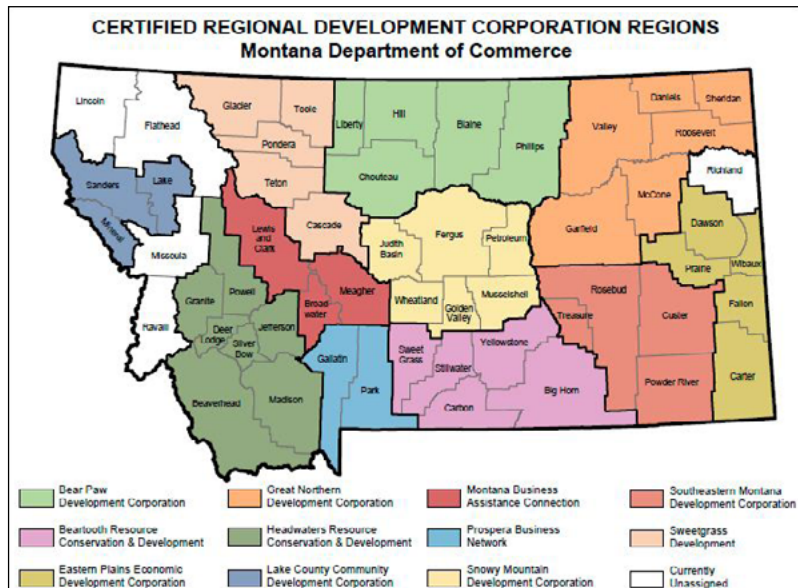 CERTIFIED REGIONAL DEVELOPMENT CORPORATION REGIONS
Montana Department of Commerce
Lincoln
Flathead
Glacier
Toole
Pondera
Teton
Liberty
Hill
Blaine
Phillips
Chouteau
Valley
Daniels
Sheridan
Roosevelt
Richland
McCone
Garfield
Dawson
Prairie
Wibaux
Fallon
Carter
Sanders
Lake
Mineral
Missoula
Ravalli
Lewis
and
Clark
Cascade
Meagher
Broad
water
Judith
Basin
Fergus
Petroleum
Wheatland
Golden
Valley
Musselshell
Granite
Powell
Deer
Lodge
Silver
Bow
Jefferson
Beaverhead
Madison
Gallatin
Park
Sweet
Grass
Stillwater
Yellowstone
Carbon
Big Horn
Treasure
Rosebud
Custer
Powder River
Bear Paw
Development Corporation
Great Northern
Development Corporation
Montana Business
Assistance Connection
Southeastern Montana
Development Corporation
Beartooth Resource
Conservation & Development
Headwaters Resource
Conservation & Development
Prospera Business
Network
Sweetgrass
Development
Eastern Plains Economic
Development Corporation
Lake County Community
Development Corporation
Snowy Mountain
Development Corporation
Currently
Unassigned